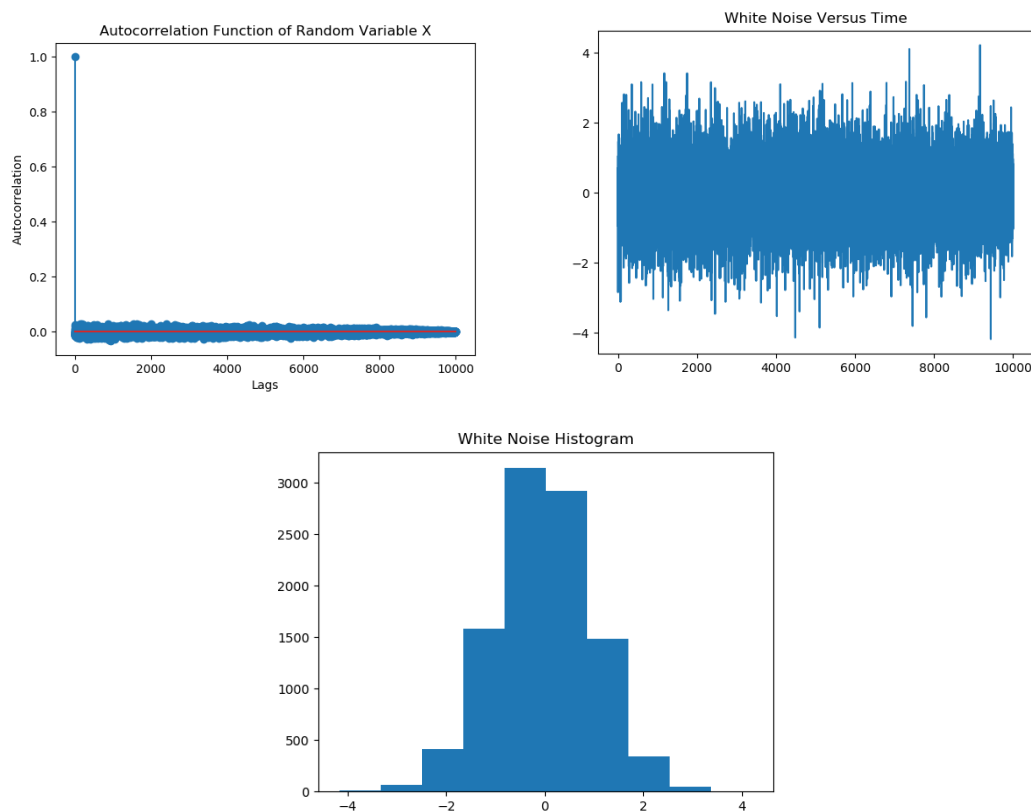 Autocorrelation Function of Random Variable X
1.0
0.8
0.6
0.4
0.2
0.0
Autocorrelation
0 2000 4000 6000 8000 10000
Lags
White Noise Versus Time
4
2
0
−2
−4
0 2000 4000 6000 8000 10000
White Noise Histogram
3000
2500
2000
1500
1000
500
0
−4 −2 0 2 4